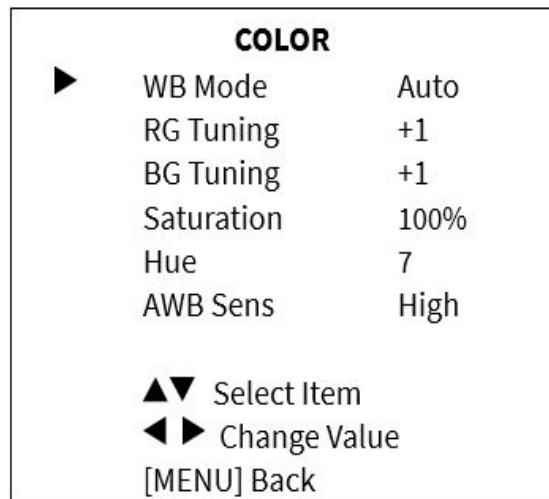 COLOR
▶ WB Mode Auto
RG Tuning +1
BG Tuning +1
Saturation 100%
Hue 7
AWB Sens High
▲▼ Select Item
◀ ▶ Change Value
[MENU] Back